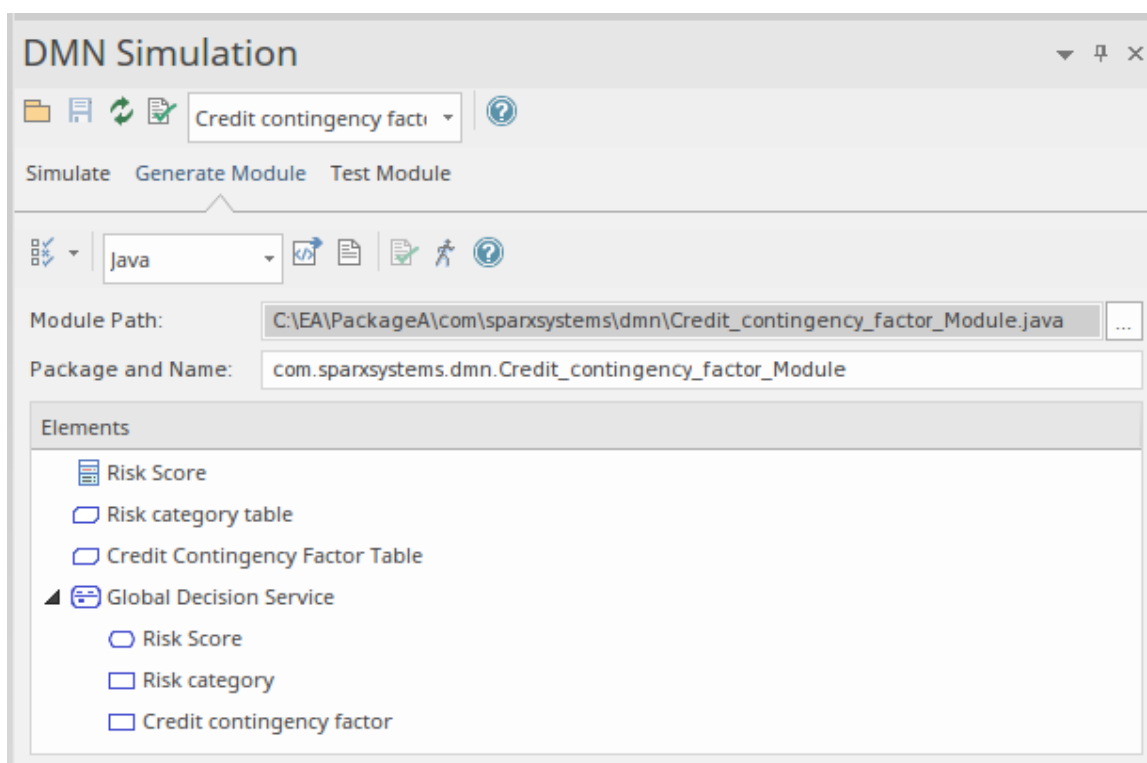 DMN Simulation
Credit contingency facto
Simulate Generate Module Test Module
Java
Module Path: C:\EA\PackageA\com\sparxsystems\dmn\Credit_contingency_factor_Module.java ...
Package and Name: com.sparxsystems.dmn.Credit_contingency_factor_Module
Elements
Risk Score
Risk category table
Credit Contingency Factor Table
Global Decision Service
Risk Score
Risk category
Credit contingency factor